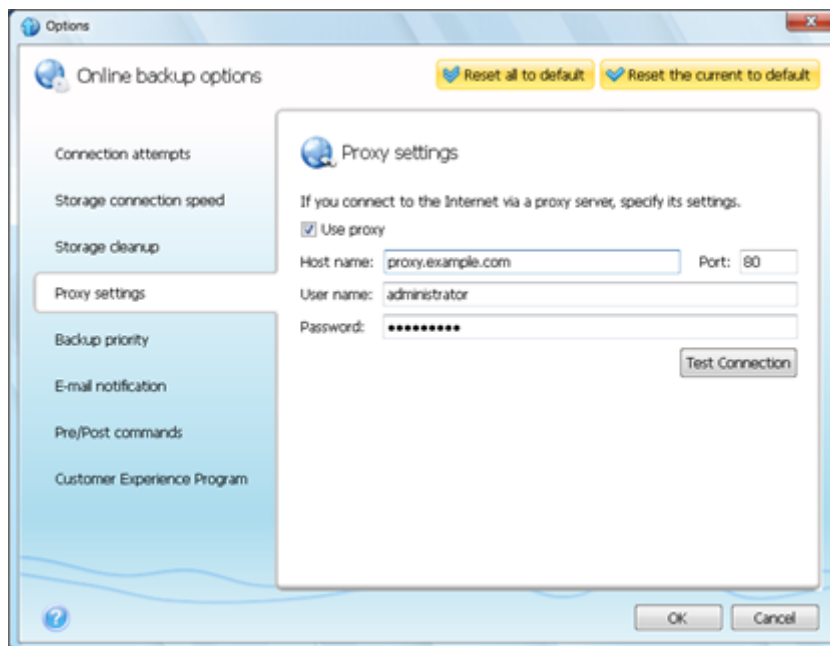 Options
Online backup options
Reset all to default
Reset the current to default
Connection attempts
Storage connection speed
Storage cleanup
Proxy settings
Backup priority
E-mail notification
Pre/Post commands
Customer Experience Program
Proxy settings
If you connect to the Internet via a proxy server, specify its settings.
Use proxy
Host name: proxy.example.com Port: 80
User name: administrator
Password: •••••••••
Test Connection
OK Cancel